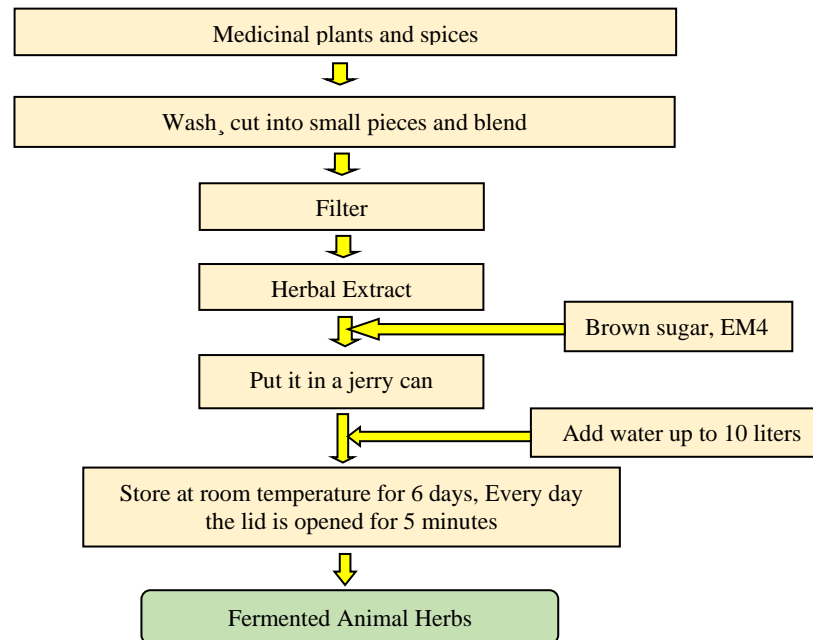 Medicinal plants and spices
Wash¸ cut into small pieces and blend
Filter
Herbal Extract
Brown sugar, EM4
Put it in a jerry can
Add water up to 10 liters
Store at room temperature for 6 days, Every day
the lid is opened for 5 minutes
Fermented Animal Herbs